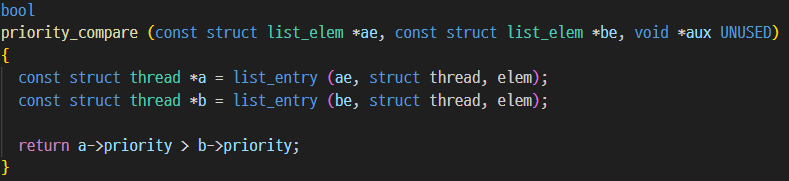 bool
priority_compare (const struct list_elem *ae, const struct list_elem *be, void *aux UNUSED)
{
  const struct thread *a = list_entry (ae, struct thread, elem);
  const struct thread *b = list_entry (be, struct thread, elem);

  return a->priority > b->priority;
}